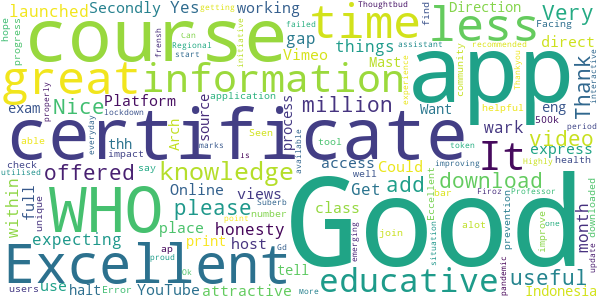 launched Secondly Yes working Very Direction failed Thoughtbud getting
hope progress course frensh Regional Lan start time gap things Vimeo Mast less find Facing direct initiative
great information app community assistant recommended Thankyou
exam Nice Platform Arch source million process Want eng 500k
able thh certificate It wark Thank experience helpful period
lockdown everyday check impact marks Is tool Seen application video express
utilised say offered knowledge access Could token improving Highly health
within full unique WHO Online views Get add download month
please available well bar Firoz Professor downloaded
expecting place number Suberb class situation Eccellent prevention
print point honesty emerging join alot improve one
Excellent ap proud host tell Gd pandemic update
users use halt Error YouTube attractive Ok More Good educative useful Indonesia